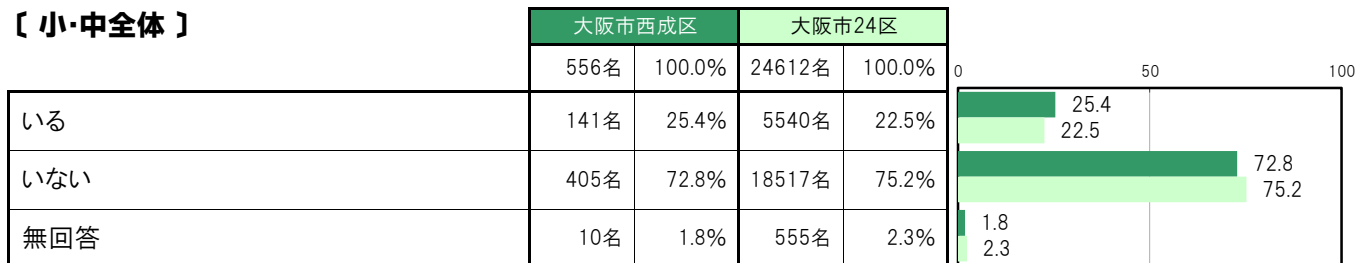 〔 小・中全体 〕
大阪市西成区 大阪市24区
556名 100.0% 24612名 100.0%
0 50 100
いる 141名 25.4% 5540名 22.5%
25.4
22.5
いない 405名 72.8% 18517名 75.2%
72.8
75.2
無回答 10名 1.8% 555名 2.3%
1.8
2.3